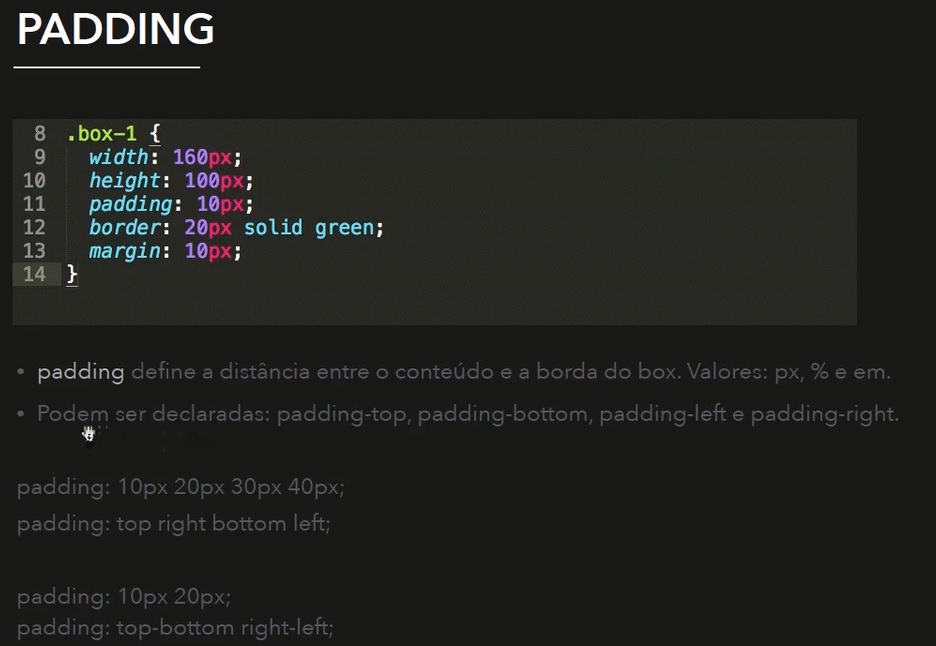 PADDING
8 .box-1 {
9 width: 160px;
10 height: 100px;
11 padding: 10px;
12 border: 20px solid green;
13 margin: 10px;
14 }
• padding define a distância entre o conteúdo e a borda do box. Valores: px, % e em.
• Podem ser declaradas: padding-top, padding-bottom, padding-left e padding-right.
padding: 10px 20px 30px 40px;
padding: top right bottom left;
padding: 10px 20px;
padding: top-bottom right-left;